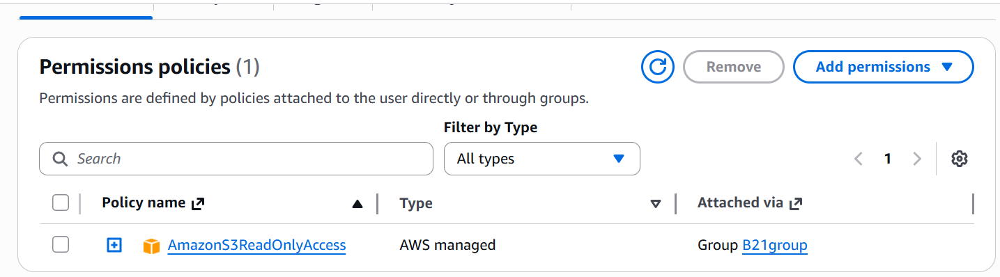 Permissions policies (1)
Remove
Add permissions
Permissions are defined by policies attached to the user directly or through groups.
Filter by Type
Search
All types
1
Policy name
Type
Attached via
AmazonS3ReadOnlyAccess
AWS managed
Group B21group